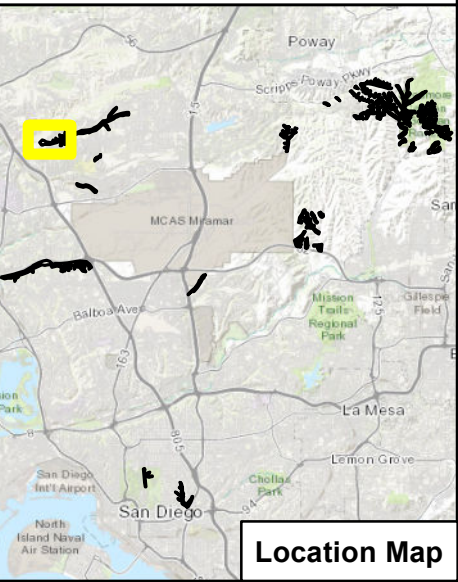 56
Poway
Scripps Poway Pkwy
15
MCAS Miramar
San
Balboa Ave
Mission
Trails
Regional
Park
125
Gillespie
Field
163
Park
8
805
La Mesa
Lemon Grove
San Diego
Int'l Airport
Chollas
Park
94
San Diego
North
Island Naval
Air Station
Location Map